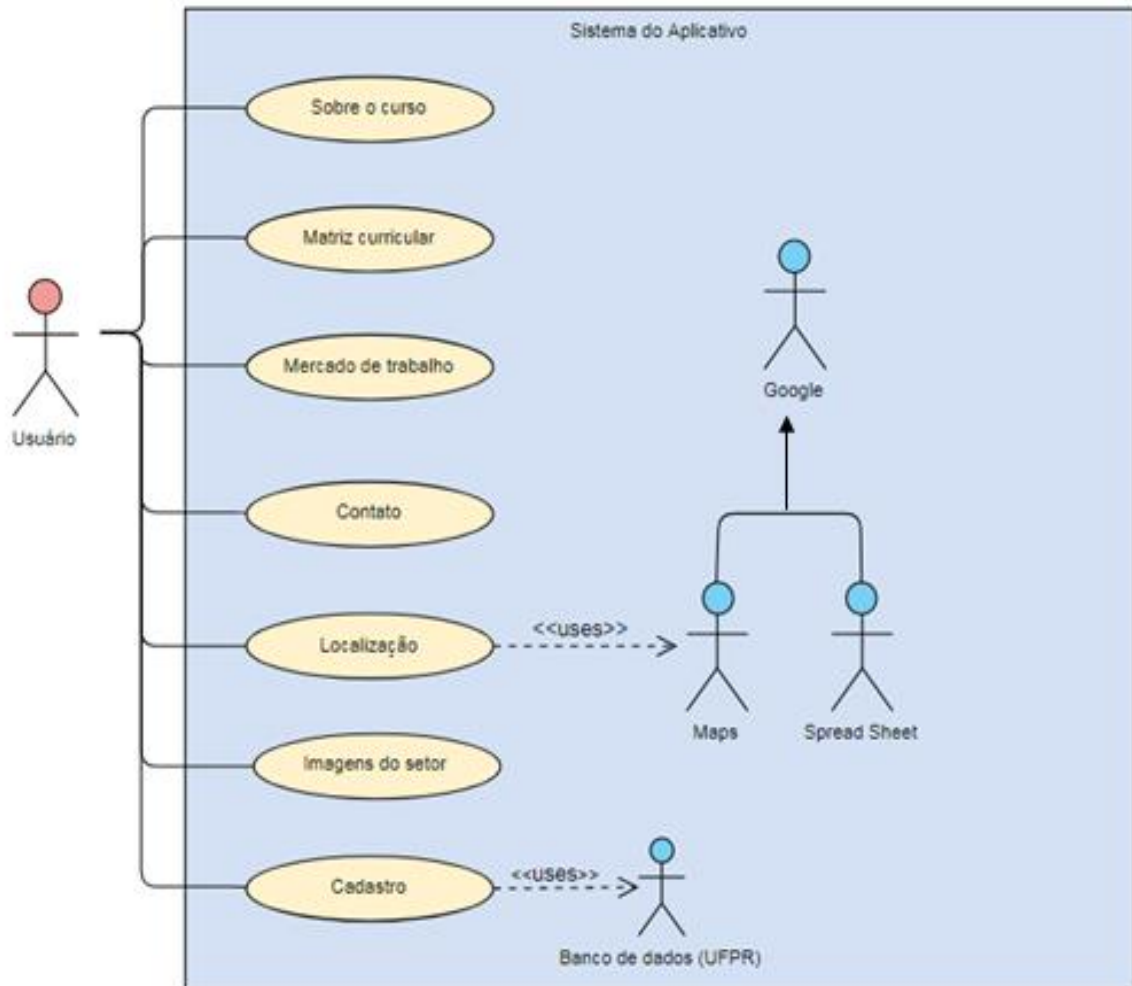 Sistema do Aplicativo
Sobre o curso
Matriz curricular
Mercado de trabalho
Google
Usuário
Contato
<<uses>>
Localização
Maps
Spread Sheet
Imagens do setor
<<uses>>
Cadastro
Banco de dados (UFPR)